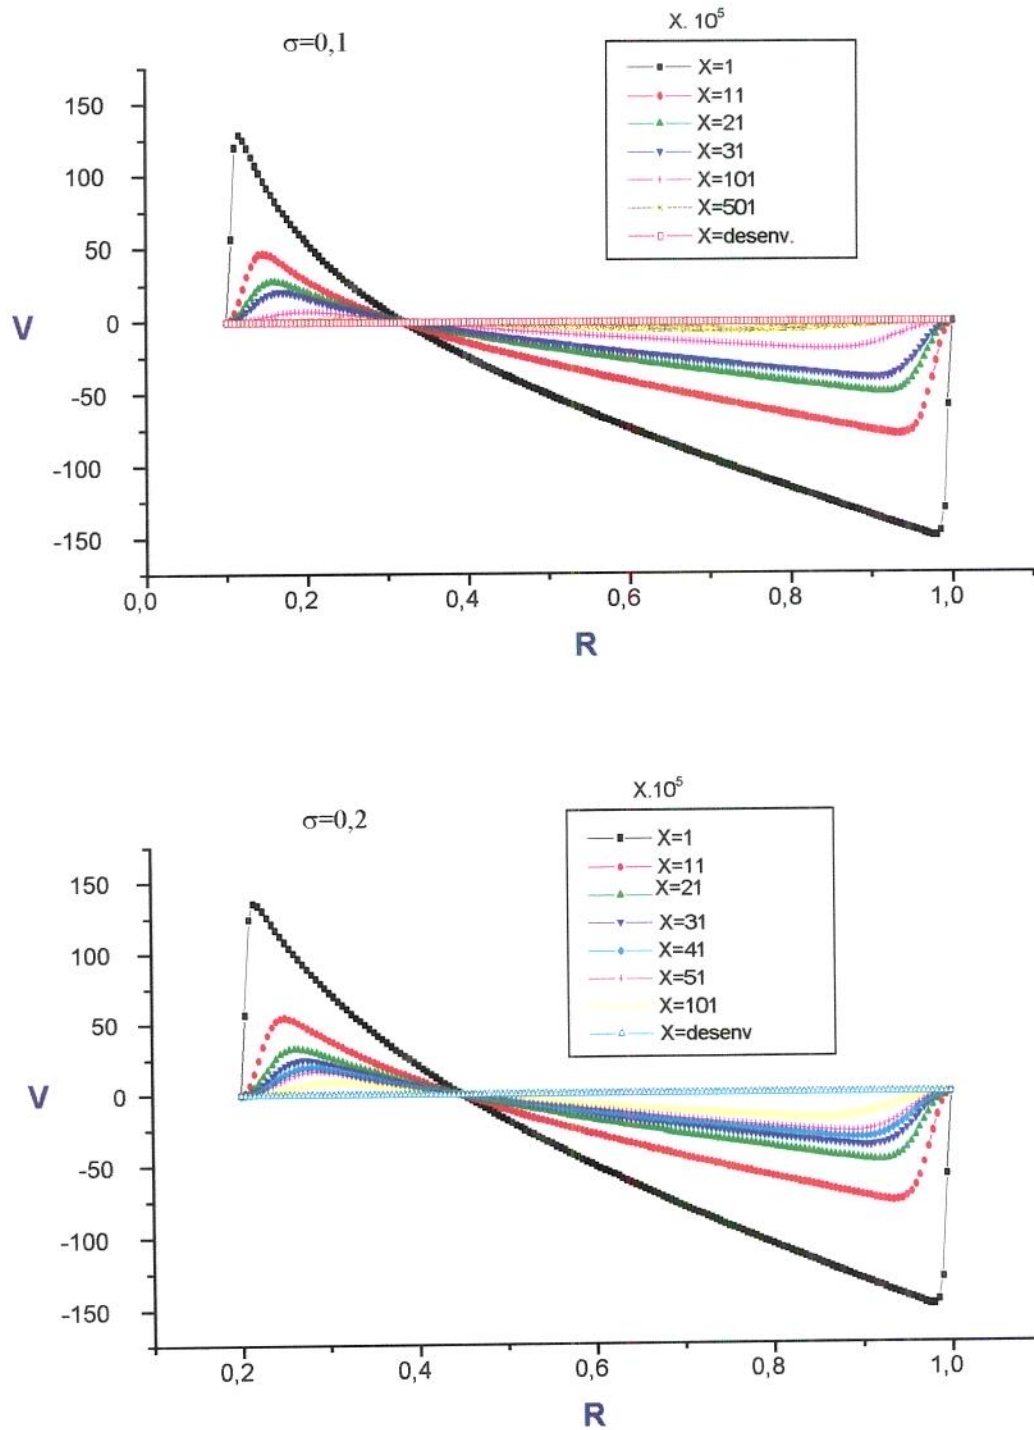 X. 10⁵
σ=0,1
X=1
X=11
X=21
X=31
X=101
X=501
X=desenv.
150
100
50
0
-50
-100
-150
V
0,0 0,2 0,4 0,6 0,8 1,0
R
X.10⁵
σ=0,2
X=1
X=11
X=21
X=31
X=41
X=51
X=101
X=desenv
150
100
50
0
-50
-100
-150
V
0,2 0,4 0,6 0,8 1,0
R